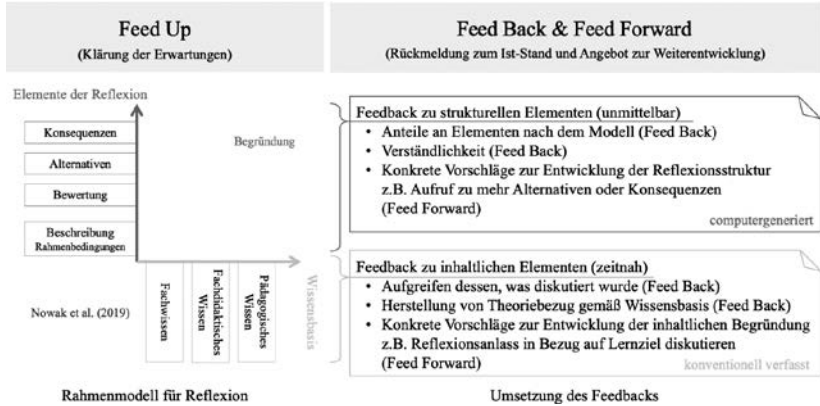 Feed Up
(Klärung der Erwartungen)
Feed Back & Feed Forward
(Rückmeldung zum Ist-Stand und Angebot zur Weiterentwicklung)
Elemente der Reflexion
Konsequenzen
Alternativen
Bewertung
Beschreibung
Rahmenbedingungen
Begründung
Fachwissen
Fachdidaktisches
Wissen
Pädagogisches
Wissen
Wissensbasis
Nowak et al. (2019)
Rahmenmodell für Reflexion
Feedback zu strukturellen Elementen (unmittelbar)
• Anteile an Elementen nach dem Modell (Feed Back)
• Verständlichkeit (Feed Back)
• Konkrete Vorschläge zur Entwicklung der Reflexionsstruktur
z.B. Aufruf zu mehr Alternativen oder Konsequenzen
(Feed Forward)
computergeneriert
Feedback zu inhaltlichen Elementen (zeitnah)
• Aufgreifen dessen, was diskutiert wurde (Feed Back)
• Herstellung von Theoriebezug gemäß Wissensbasis (Feed Back)
• Konkrete Vorschläge zur Entwicklung der inhaltlichen Begründung
z.B. Reflexionsanlass in Bezug auf Lernziel diskutieren
(Feed Forward)
konventionell verfasst
Umsetzung des Feedbacks